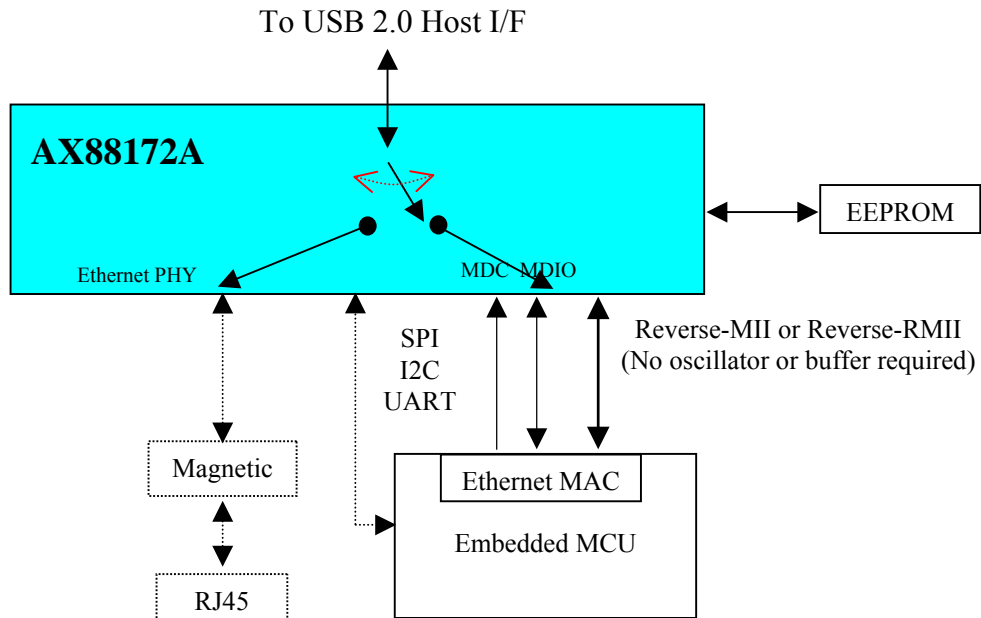 To USB 2.0 Host I/F
AX88172A
EEPROM
Ethernet PHY
MDC MDIO
SPI
I2C
UART
Reverse-MII or Reverse-RMII
(No oscillator or buffer required)
Magnetic
Ethernet MAC
Embedded MCU
RJ45